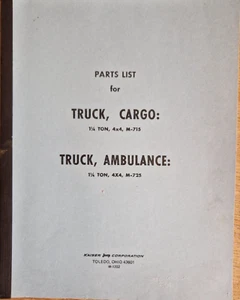 PARTS LIST
for
TRUCK, CARGO:
1¼ TON, 4x4, M-715
TRUCK, AMBULANCE:
1¼ TON, 4X4, M-725
KAISER Jeep CORPORATION
TOLEDO, OHIO 43601